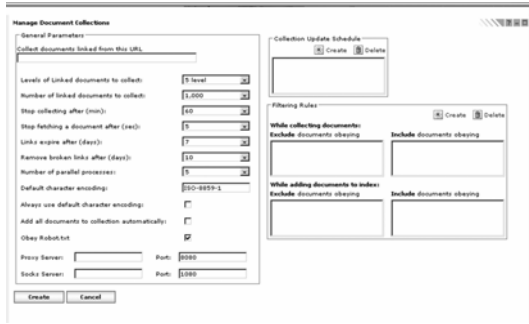 Manage Document Collections
General Parameters
Collect documents linked from this URL
Levels of Linked documents to collect: 5 level
Number of linked documents to collect: 1,000
Stop collecting after (min): 60
Stop fetching a document after (sec): 5
Links expire after (days): 7
Remove broken links after (days): 10
Number of parallel processes: 5
Default character encoding: ISO-8859-1
Always use default character encoding:
Add all documents to collection automatically:
Obey Robot.txt
Proxy Server: Port: 8080
Socks Server: Port: 1080
Create Cancel
Collection Update Schedule
Create Delete
Filtering Rules
Create Delete
While collecting documents:
Exclude documents obeying Include documents obeying
While adding documents to index:
Exclude documents obeying Include documents obeying